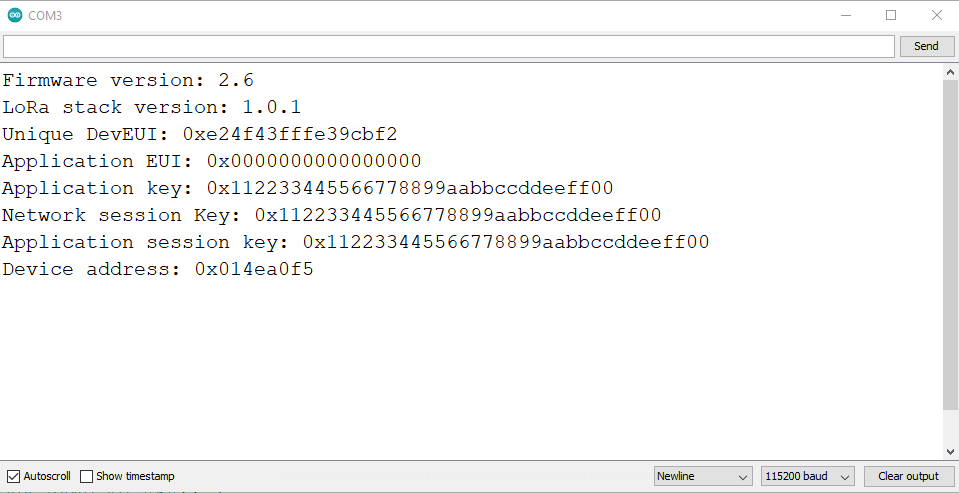 COM3
Send
Firmware version: 2.6
LoRa stack version: 1.0.1
Unique DevEUI: 0xe24f43fffe39cbf2
Application EUI: 0x0000000000000000
Application key: 0x112233445566778899aabbccddeeff00
Network session Key: 0x112233445566778899aabbccddeeff00
Application session key: 0x112233445566778899aabbccddeeff00
Device address: 0x014ea0f5
Autoscroll Show timestamp Newline 115200 baud Clear output